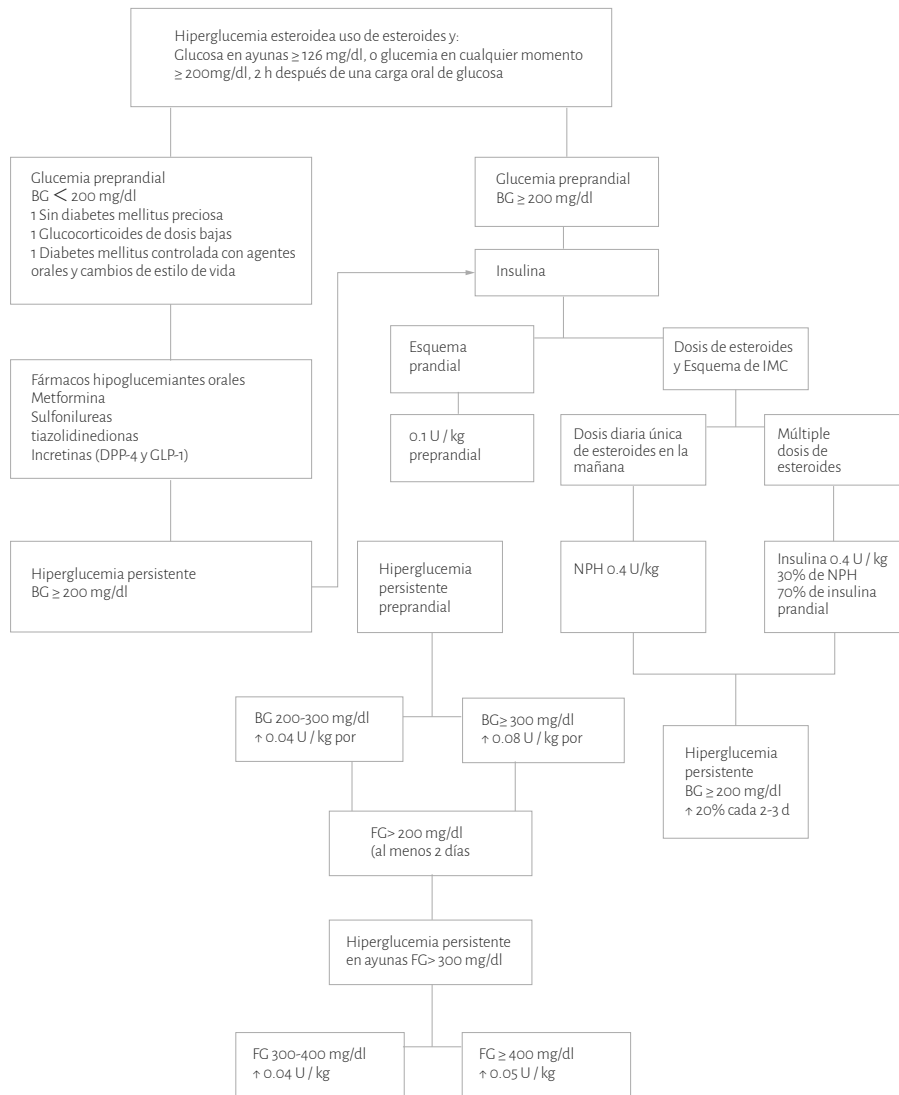 Hiperglucemia esteroidea uso de esteroides y:
Glucosa en ayunas ≥ 126 mg/dl, o glucemia en cualquier momento
≥ 200mg/dl, 2 h después de una carga oral de glucosa
Glucemia preprandial
BG < 200 mg/dl
1 Sin diabetes mellitus preciosa
1 Glucocorticoides de dosis bajas
1 Diabetes mellitus controlada con agentes
orales y cambios de estilo de vida
Glucemia preprandial
BG ≥ 200 mg/dl
Insulina
Fármacos hipoglucemiantes orales
Metformina
Sulfonilureas
tiazolidinedionas
Incretinas (DPP-4 y GLP-1)
Esquema
prandial
Dosis de esteroides
y Esquema de IMC
0.1 U / kg
preprandial
Dosis diaria única
de esteroides en la
mañana
Múltiple
dosis de
esteroides
Hiperglucemia persistente
BG ≥ 200 mg/dl
Hiperglucemia
persistente
preprandial
NPH 0.4 U/kg
Insulina 0.4 U / kg
30% de NPH
70% de insulina
prandial
BG 200-300 mg/dl
↑ 0.04 U / kg por
BG≥ 300 mg/dl
↑ 0.08 U / kg por
Hiperglucemia
persistente
BG ≥ 200 mg/dl
↑ 20% cada 2-3 d
FG> 200 mg/dl
(al menos 2 días
Hiperglucemia persistente
en ayunas FG> 300 mg/dl
FG 300-400 mg/dl
↑ 0.04 U / kg
FG ≥ 400 mg/dl
↑ 0.05 U / kg